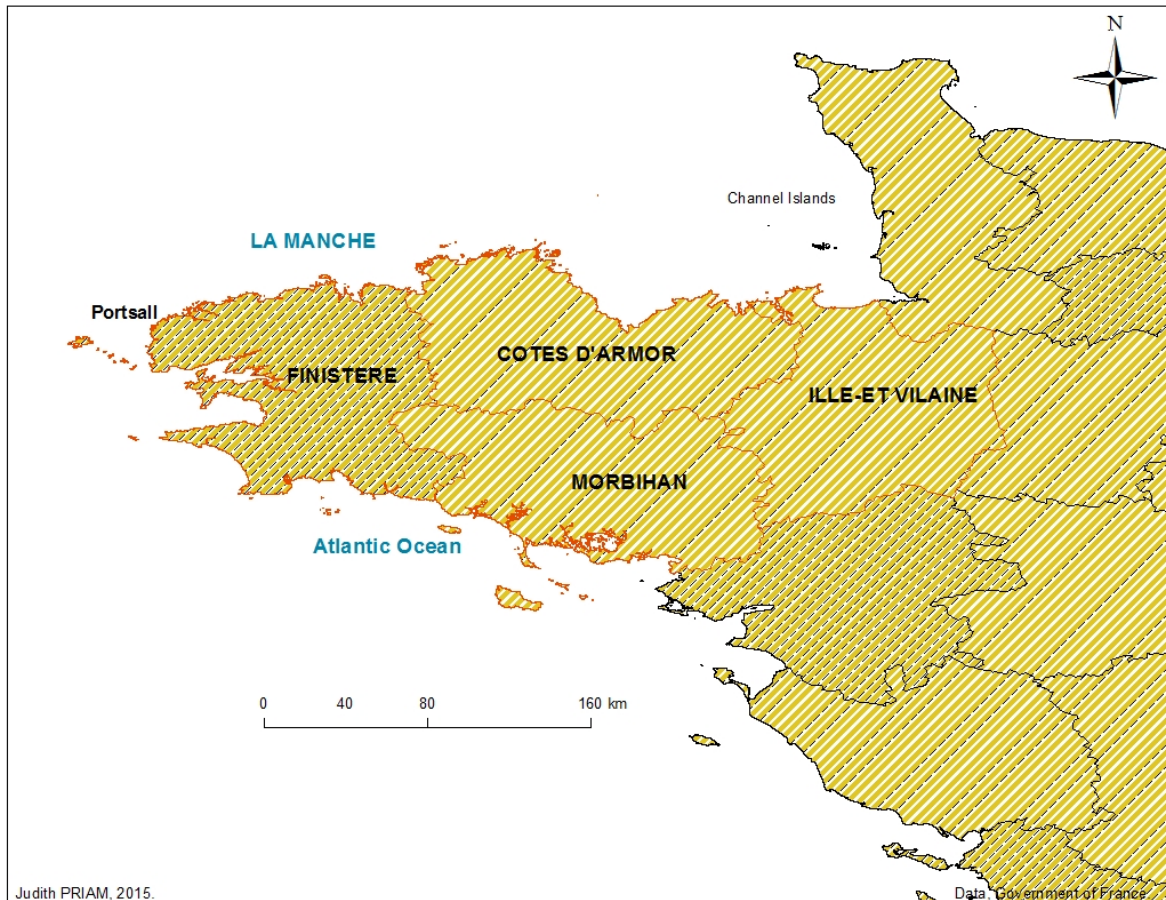 N
Channel Islands
LA MANCHE
Portsall
COTES D'ARMOR
FINISTERE
ILLE-ET VILAINE
MORBIHAN
Atlantic Ocean
0 40 80 160 km
Judith PRIAM, 2015.
Data, Government of France.